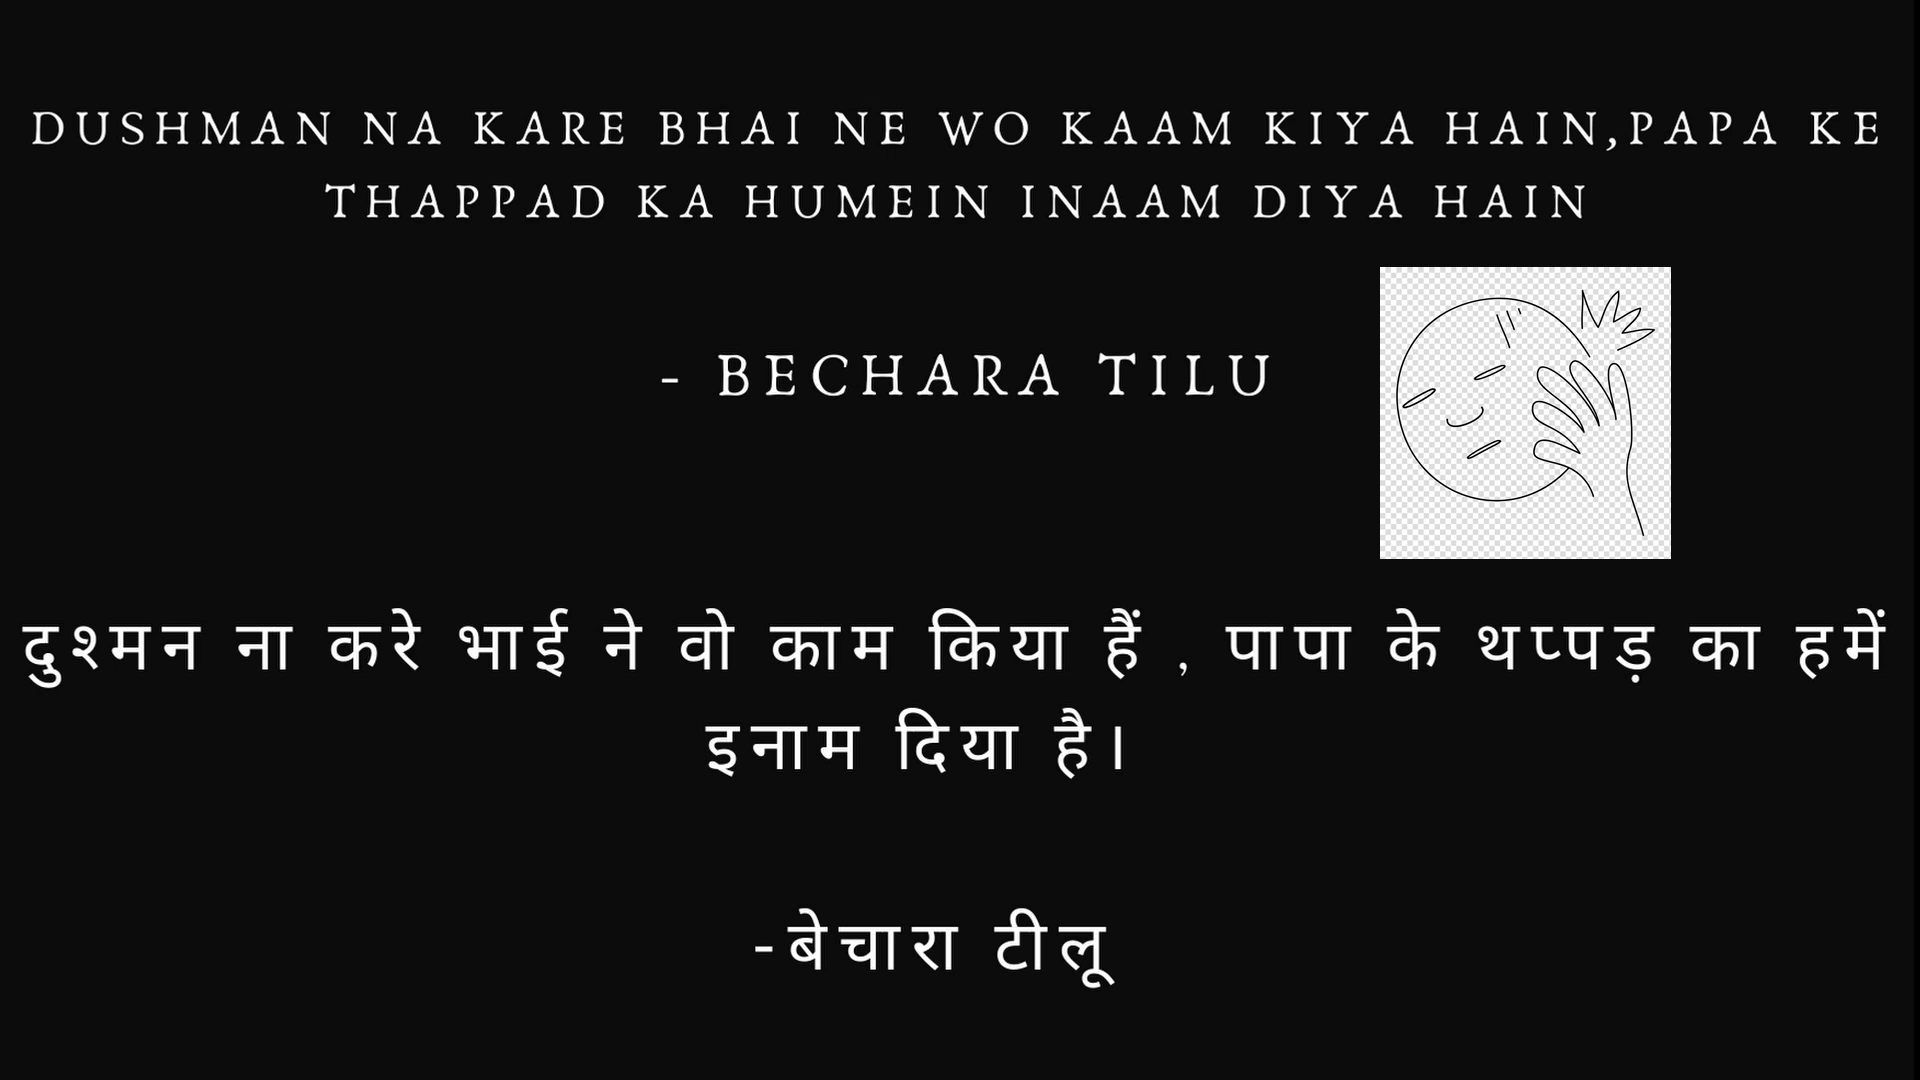 DUSHMAN NA KARE BHAI NE WO KAAM KIYA HAIN,PAPA KE
THAPPAD KA HUMEIN INAAM DIYA HAIN
- BECHARA TILU
दुश्मन ना करे भाई ने वो काम किया हैं , पापा के थप्पड़ का हमें
इनाम दिया है।
-बेचारा टीलू